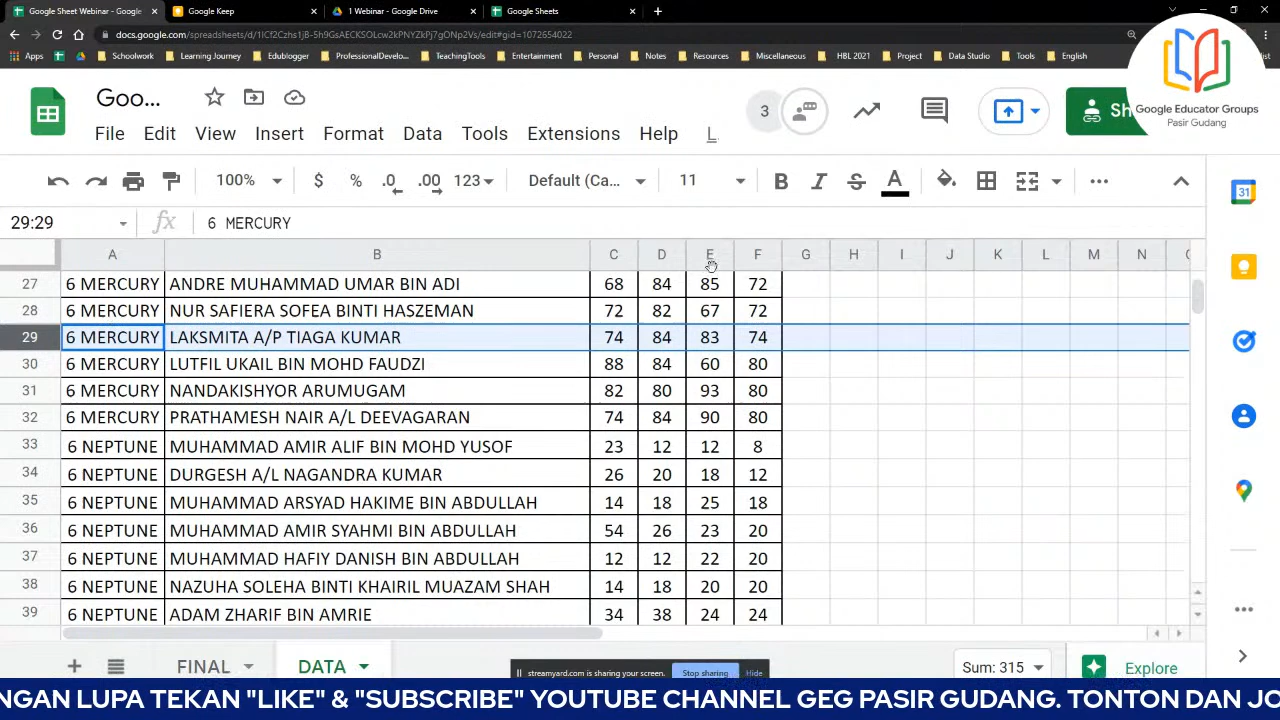 Google Sheet Webinar - Google
Google Keep
1 Webinar - Google Drive
Google Sheets
Apps
Schoolwork
Learning Journey
Edublogger
ProfessionalDevelo...
TeachingTools
Entertainment
Personal
Notes
Resources
Miscellaneous
HBL 2021
Project
Data Studio
Tools
English
Google Educator Groups
Pasir Gudang
Goo...
3
Sh
File Edit View Insert Format Data Tools Extensions Help L
100% $ % .0 .00 123 Default (Ca... 11 B I S A
29:29 fx 6 MERCURY
A B C D E F G H I J K L M N
27 6 MERCURY ANDRE MUHAMMAD UMAR BIN ADI 68 84 85 72
28 6 MERCURY NUR SAFIERA SOFEA BINTI HASZEMAN 72 82 67 72
29 6 MERCURY LAKSMITA A/P TIAGA KUMAR 74 84 83 74
30 6 MERCURY LUTFIL UKAIL BIN MOHD FAUDZI 88 84 60 80
31 6 MERCURY NANDAKISHYOR ARUMUGAM 82 80 93 80
32 6 MERCURY PRATHAMESH NAIR A/L DEEVAGARAN 74 84 90 80
33 6 NEPTUNE MUHAMMAD AMIR ALIF BIN MOHD YUSOF 23 12 12 8
34 6 NEPTUNE DURGESH A/L NAGANDRA KUMAR 26 20 18 12
35 6 NEPTUNE MUHAMMAD ARSYAD HAKIME BIN ABDULLAH 14 18 25 18
36 6 NEPTUNE MUHAMMAD AMIR SYAHMI BIN ABDULLAH 54 26 23 20
37 6 NEPTUNE MUHAMMAD HAFIY DANISH BIN ABDULLAH 12 12 22 20
38 6 NEPTUNE NAZUHA SOLEHA BINTI KHAIRIL MUAZAM SHAH 14 18 20 20
39 6 NEPTUNE ADAM ZHARIF BIN AMRIE 34 38 24 24
FINAL DATA Sum: 315 Explore
streamyard.com is sharing your screen. Stop sharing Hide
NGAN LUPA TEKAN "LIKE" & "SUBSCRIBE" YOUTUBE CHANNEL GEG PASIR GUDANG. TONTON DAN JO